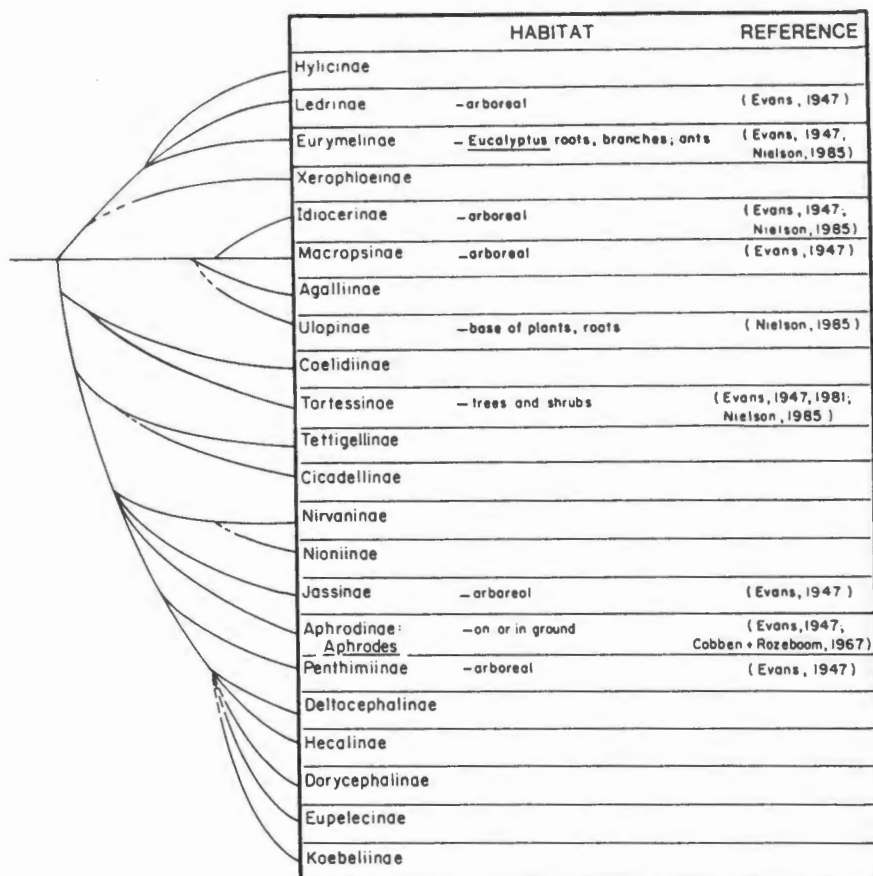 HABITAT REFERENCE
Hylicinae
Ledrinae -arboreal (Evans, 1947)
Eurymelinae - Eucalyptus roots, branches; ants (Evans, 1947,
Nielson, 1985)
Xerophloeinae
Idiocerinae -arboreal (Evans, 1947;
Nielson, 1985)
Macropsinae -arboreal (Evans, 1947)
Agalliinae
Ulopinae -base of plants, roots (Nielson, 1985)
Coelidiinae
Tartessinae -trees and shrubs (Evans, 1947, 1981;
Nielson, 1985)
Tettigellinae
Cicadellinae
Nirvaninae
Nioniinae
Jassinae -arboreal (Evans, 1947)
Aphrodinae: -on or in ground (Evans, 1947;
Aphrodes Cobben + Rozeboom, 1967)
Penthimiinae -arboreal (Evans, 1947)
Deltocephalinae
Hecalinae
Dorycephalinae
Eupelecinae
Koebeliinae